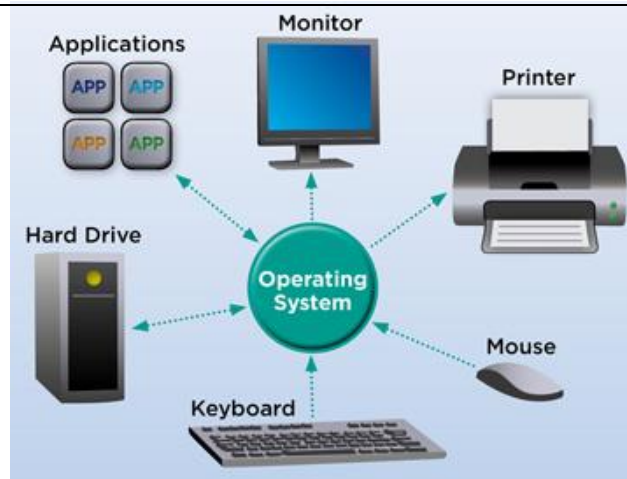 Monitor
Applications
APP APP
APP APP
Printer
Hard Drive
Operating
System
Mouse
Keyboard